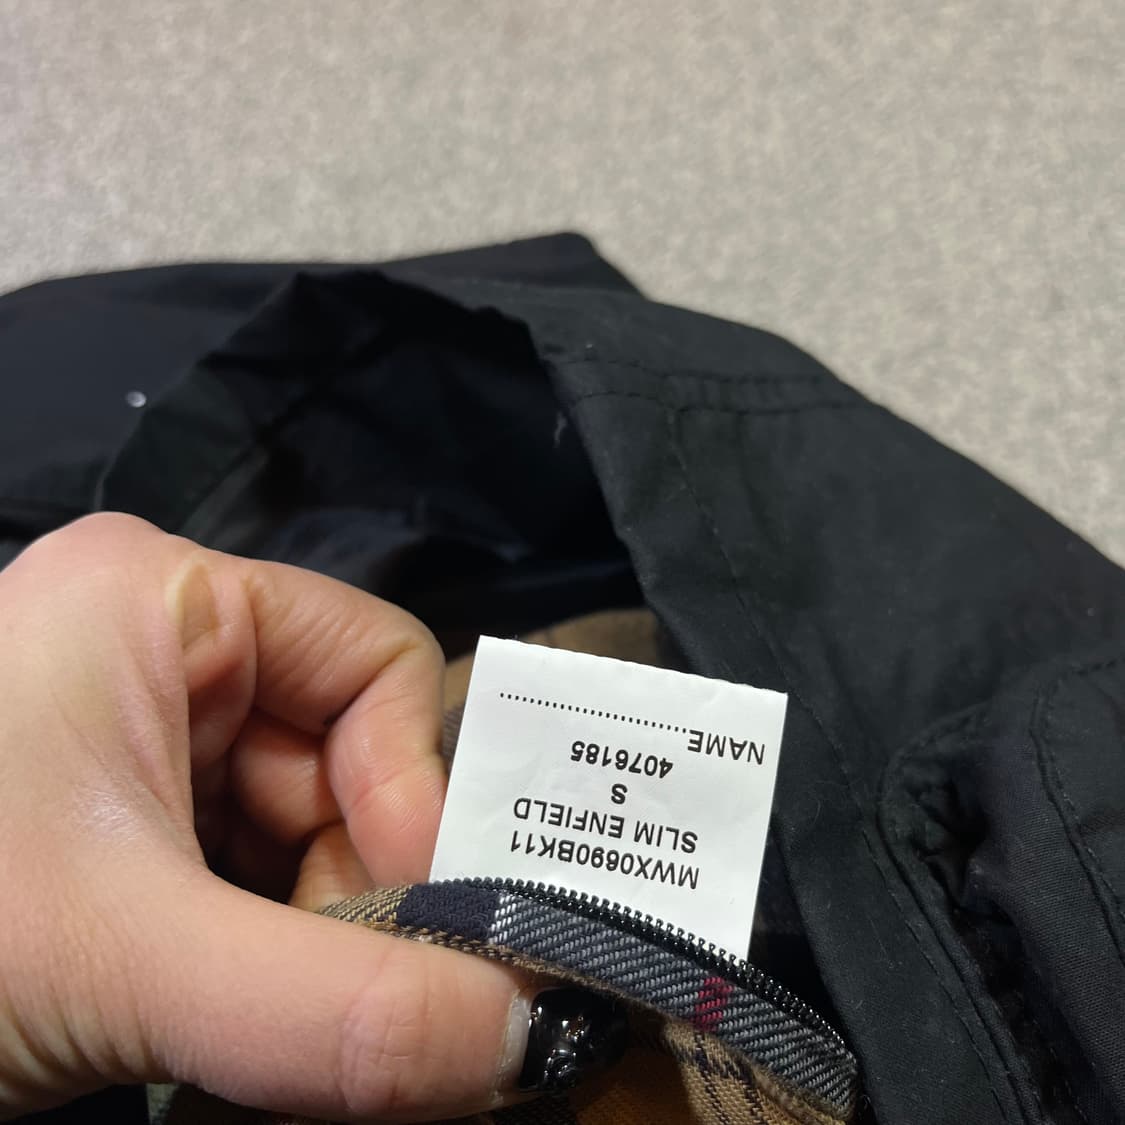 MWX0690BK11
SLIM ENFIELD
S
4076185
NAME..............................